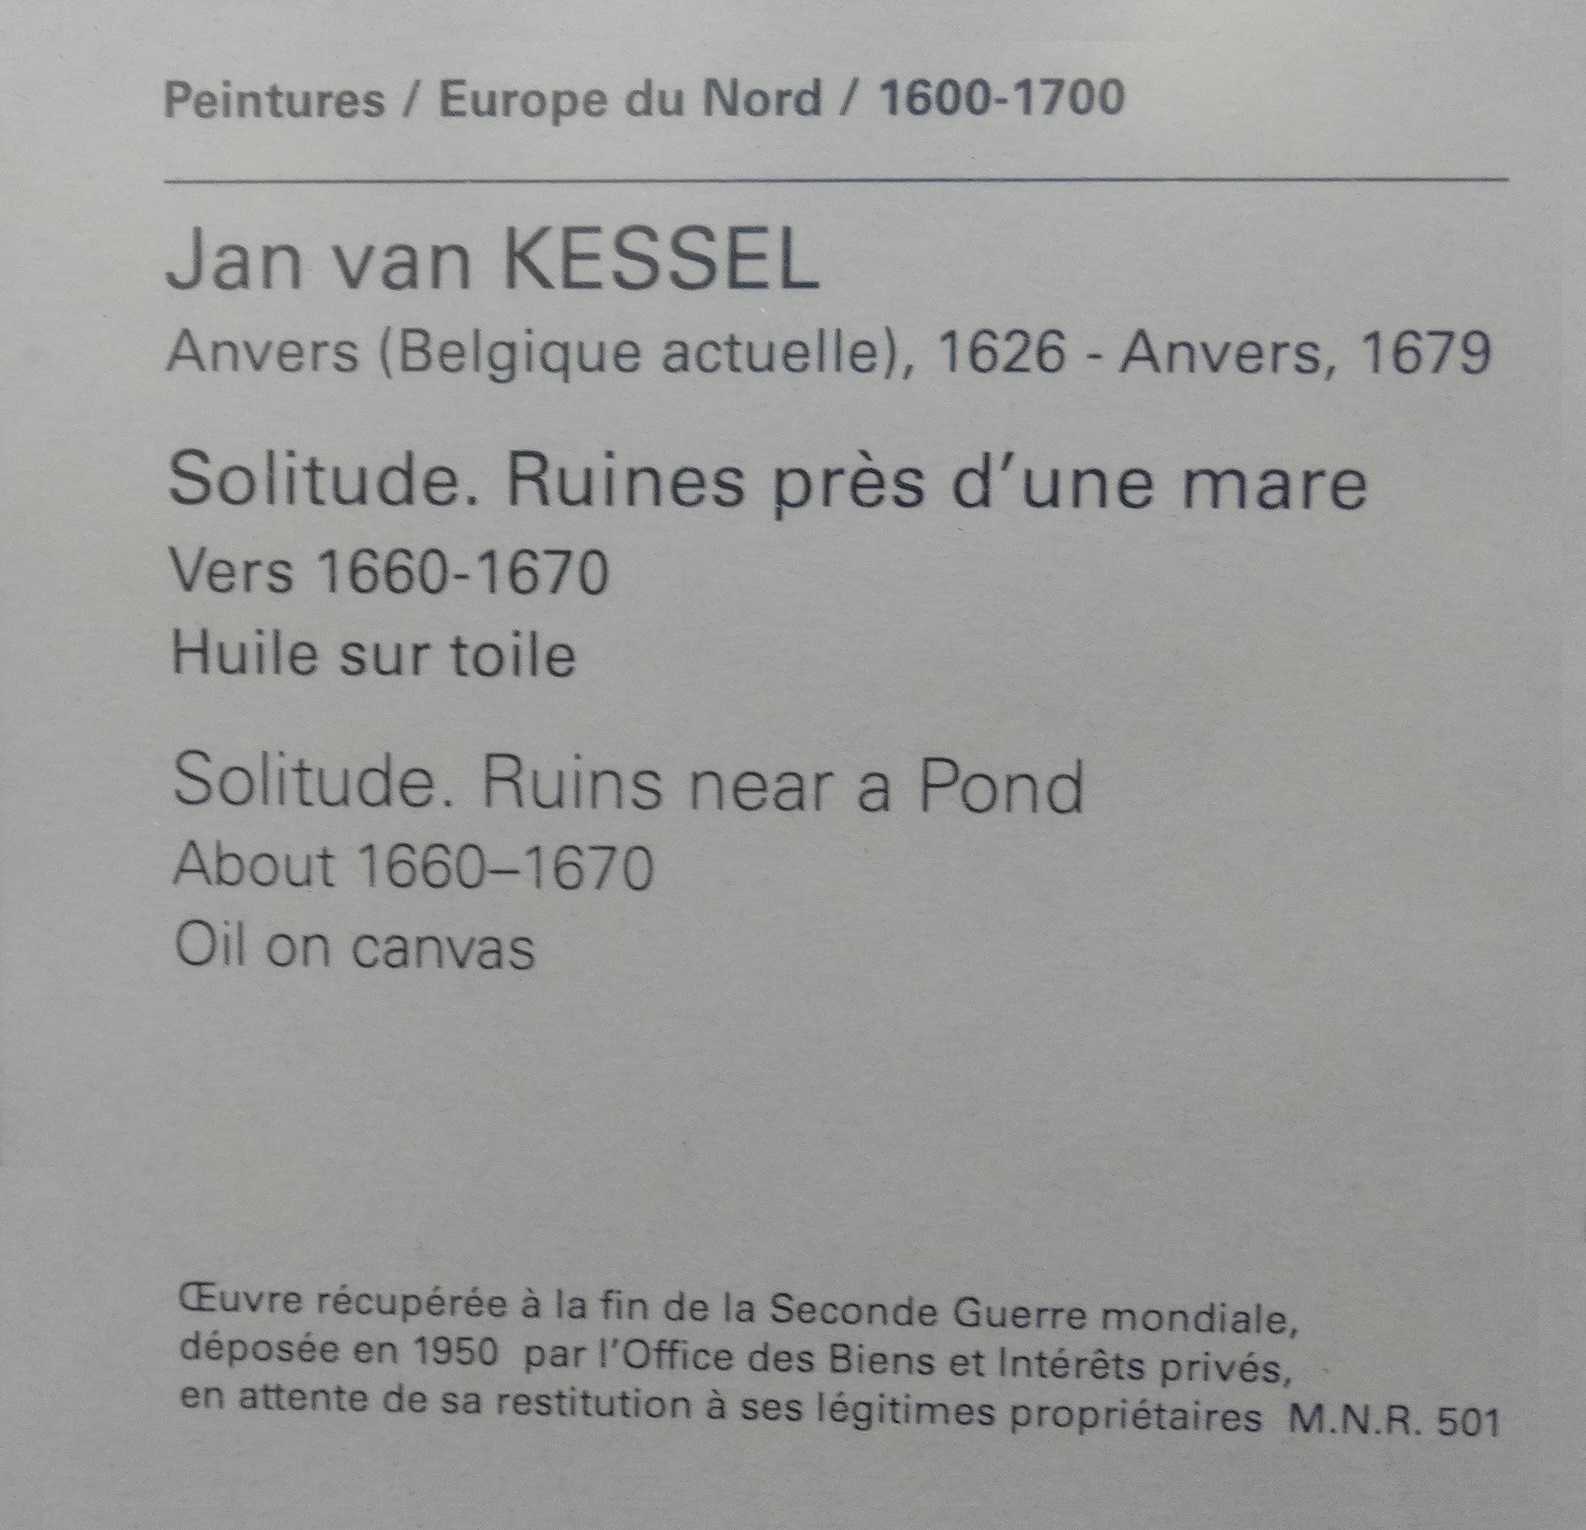 Peintures / Europe du Nord / 1600-1700
Jan van KESSEL
Anvers (Belgique actuelle), 1626 - Anvers, 1679
Solitude. Ruines près d’une mare
Vers 1660-1670
Huile sur toile
Solitude. Ruins near a Pond
About 1660–1670
Oil on canvas
Œuvre récupérée à la fin de la Seconde Guerre mondiale,
déposée en 1950 par l’Office des Biens et Intérêts privés,
en attente de sa restitution à ses légitimes propriétaires M.N.R. 501